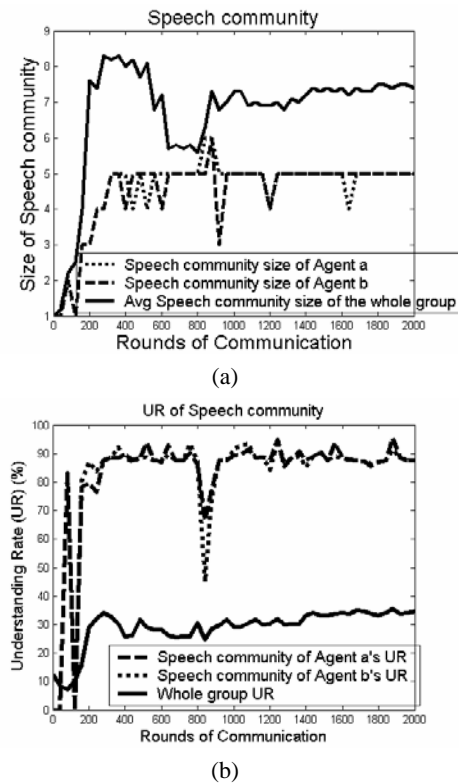 Speech community
Size of Speech community
9
8
7
6
5
4
3
2
1
Speech community size of Agent a
Speech community size of Agent b
Avg Speech community size of the whole group
0 200 400 600 800 1000 1200 1400 1600 1800 2000
Rounds of Communication
(a)
UR of Speech community
Understanding Rate (UR) (%)
100
90
80
70
60
50
40
30
20
10
0
Speech community of Agent a's UR
Speech community of Agent b's UR
Whole group UR
0 200 400 600 800 1000 1200 1400 1600 1800 2000
Rounds of Communication
(b)